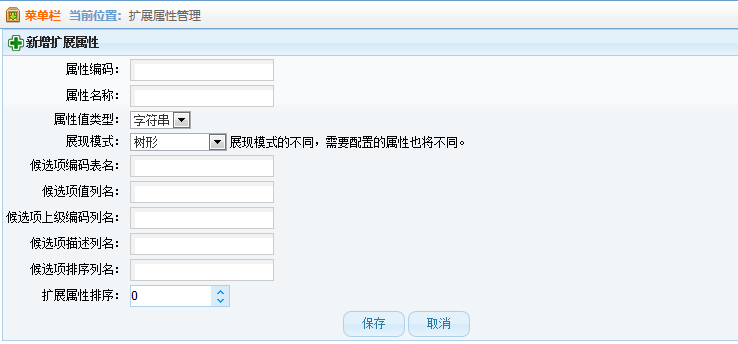 菜单栏 当前位置: 扩展属性管理
新增扩展属性
属性编码:
属性名称:
属性值类型: 字符串
展现模式: 树形 展现模式的不同，需要配置的属性也将不同。
候选项编码表名:
候选项值列名:
候选项上级编码列名:
候选项描述列名:
候选项排序列名:
扩展属性排序: 0
保存 取消